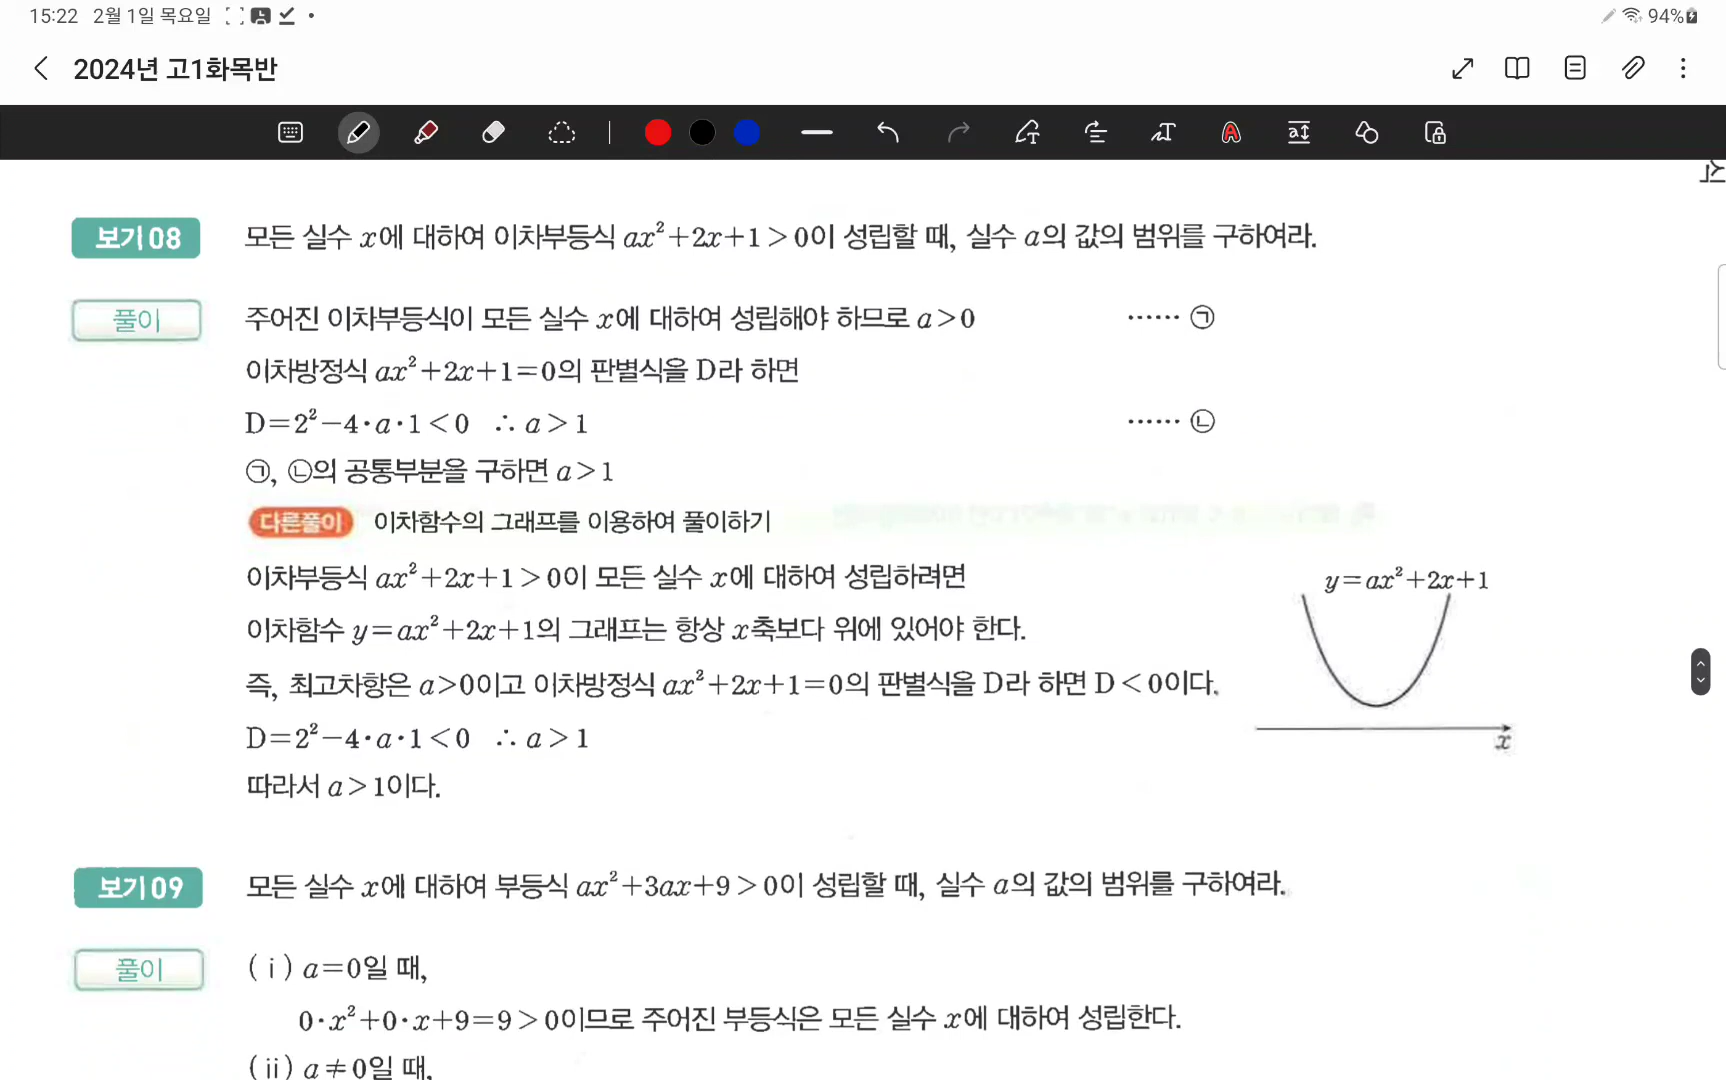 15:22 2월 1일 목요일
94%
2024년 고1화목반
보기 08 모든 실수 x에 대하여 이차부등식 ax²+2x+1>0이 성립할 때, 실수 a의 값의 범위를 구하여라.
풀이 주어진 이차부등식이 모든 실수 x에 대하여 성립해야 하므로 a>0 …… ㉠
이차방정식 ax²+2x+1=0의 판별식을 D라 하면
D=2²-4·a·1<0 ∴ a>1 …… ㉡
㉠, ㉡의 공통부분을 구하면 a>1
다른풀이 이차함수의 그래프를 이용하여 풀이하기
이차부등식 ax²+2x+1>0이 모든 실수 x에 대하여 성립하려면
y=ax²+2x+1
이차함수 y=ax²+2x+1의 그래프는 항상 x축보다 위에 있어야 한다.
즉, 최고차항은 a>0이고 이차방정식 ax²+2x+1=0의 판별식을 D라 하면 D<0이다.
x
D=2²-4·a·1<0 ∴ a>1
따라서 a>1이다.
보기 09 모든 실수 x에 대하여 부등식 ax²+3ax+9>0이 성립할 때, 실수 a의 값의 범위를 구하여라.
풀이 (ⅰ) a=0일 때,
0·x²+0·x+9=9>0이므로 주어진 부등식은 모든 실수 x에 대하여 성립한다.
(ⅱ) a≠0일 때,